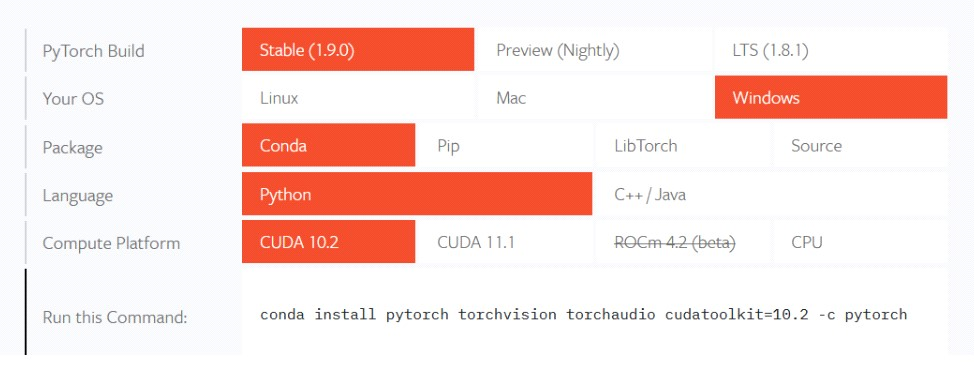 PyTorch Build Stable (1.9.0) Preview (Nightly) LTS (1.8.1)
Your OS Linux Mac Windows
Package Conda Pip LibTorch Source
Language Python C++ / Java
Compute Platform CUDA 10.2 CUDA 11.1 ROCm 4.2 (beta) CPU
Run this Command: conda install pytorch torchvision torchaudio cudatoolkit=10.2 -c pytorch